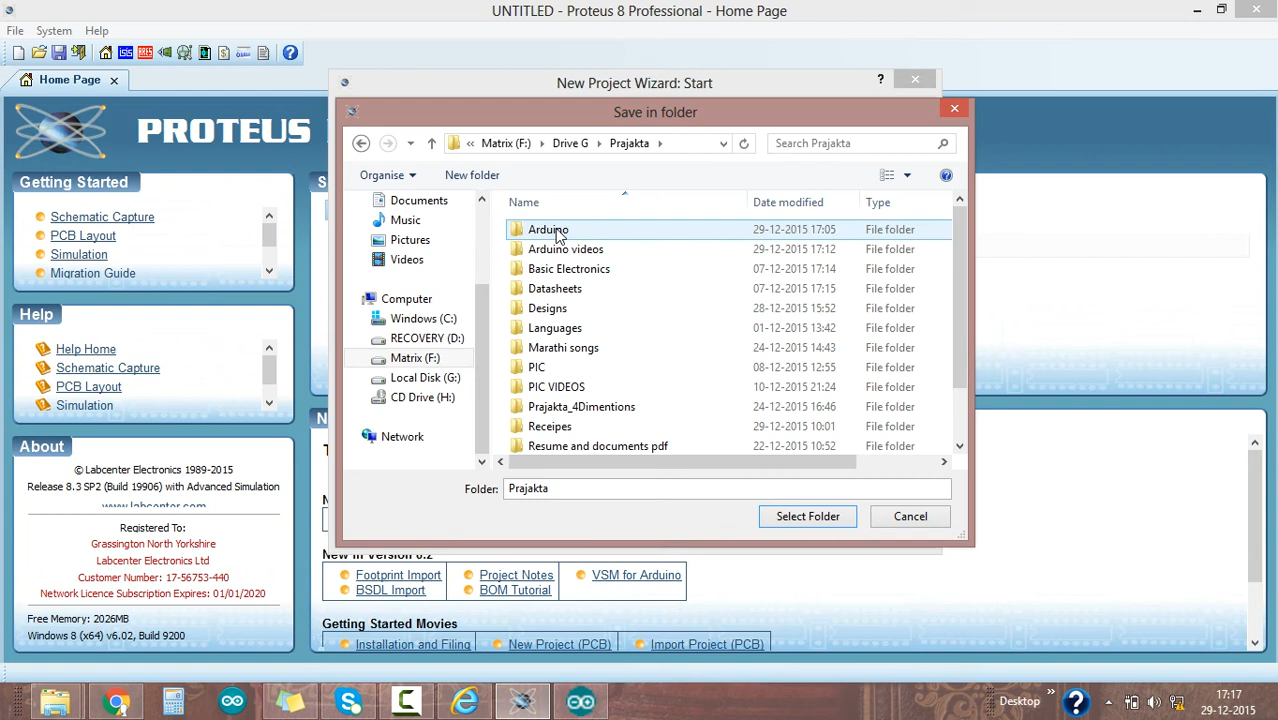 UNTITLED - Proteus 8 Professional - Home Page
File System Help
Home Page
New Project Wizard: Start
?
Save in folder
PROTEUS
« Matrix (F:) Drive G Prajakta
Search Prajakta
Organise
New folder
Getting Started
Schematic Capture
PCB Layout
Simulation
Migration Guide
Help
Help Home
Schematic Capture
PCB Layout
Simulation
About
© Labcenter Electronics 1989-2015
Release 8.3 SP2 (Build 19906) with Advanced Simulation
www.labcenter.com
Registered To:
Grassington North Yorkshire
Labcenter Electronics Ltd
Customer Number: 17-56753-440
Network Licence Subscription Expires: 01/01/2020
Free Memory: 2026MB
Windows 8 (x64) v6.02, Build 9200
Documents
Music
Pictures
Videos
Computer
Windows (C:)
RECOVERY (D:)
Matrix (F:)
Local Disk (G:)
CD Drive (H:)
Network
Name Date modified Type
Arduino 29-12-2015 17:05 File folder
Arduino videos 29-12-2015 17:12 File folder
Basic Electronics 07-12-2015 17:14 File folder
Datasheets 07-12-2015 17:15 File folder
Designs 28-12-2015 15:52 File folder
Languages 01-12-2015 13:42 File folder
Marathi songs 24-12-2015 14:43 File folder
PIC 08-12-2015 12:55 File folder
PIC VIDEOS 10-12-2015 21:24 File folder
Prajakta_4Dimentions 24-12-2015 16:46 File folder
Receipes 29-12-2015 10:01 File folder
Resume and documents pdf 22-12-2015 10:52 File folder
Folder: Prajakta
Select Folder
Cancel
New in Version 8.2
Footprint Import Project Notes VSM for Arduino
BSDL Import BOM Tutorial
Getting Started Movies
Installation and Filing New Project (PCB) Import Project (PCB)
Desktop
17:17
29-12-2015